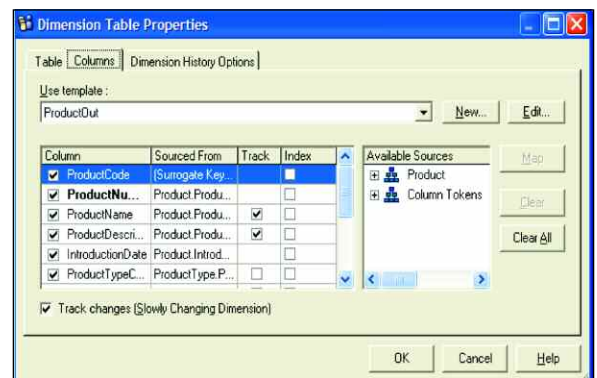 Dimension Table Properties
Table Columns Dimension History Options
Use template :
ProductOut New... Edit...
Column Sourced From Track Index
ProductCode (Surrogate Key...
ProductNu... Product.Produ...
ProductName Product.Produ...
ProductDescri... Product.Produ...
IntroductionDate Product.Introd...
ProductTypeC... ProductType.P...
Available Sources
Product
Column Tokens
Map
Clear
Clear All
Track changes (Slowly Changing Dimension)
OK Cancel Help